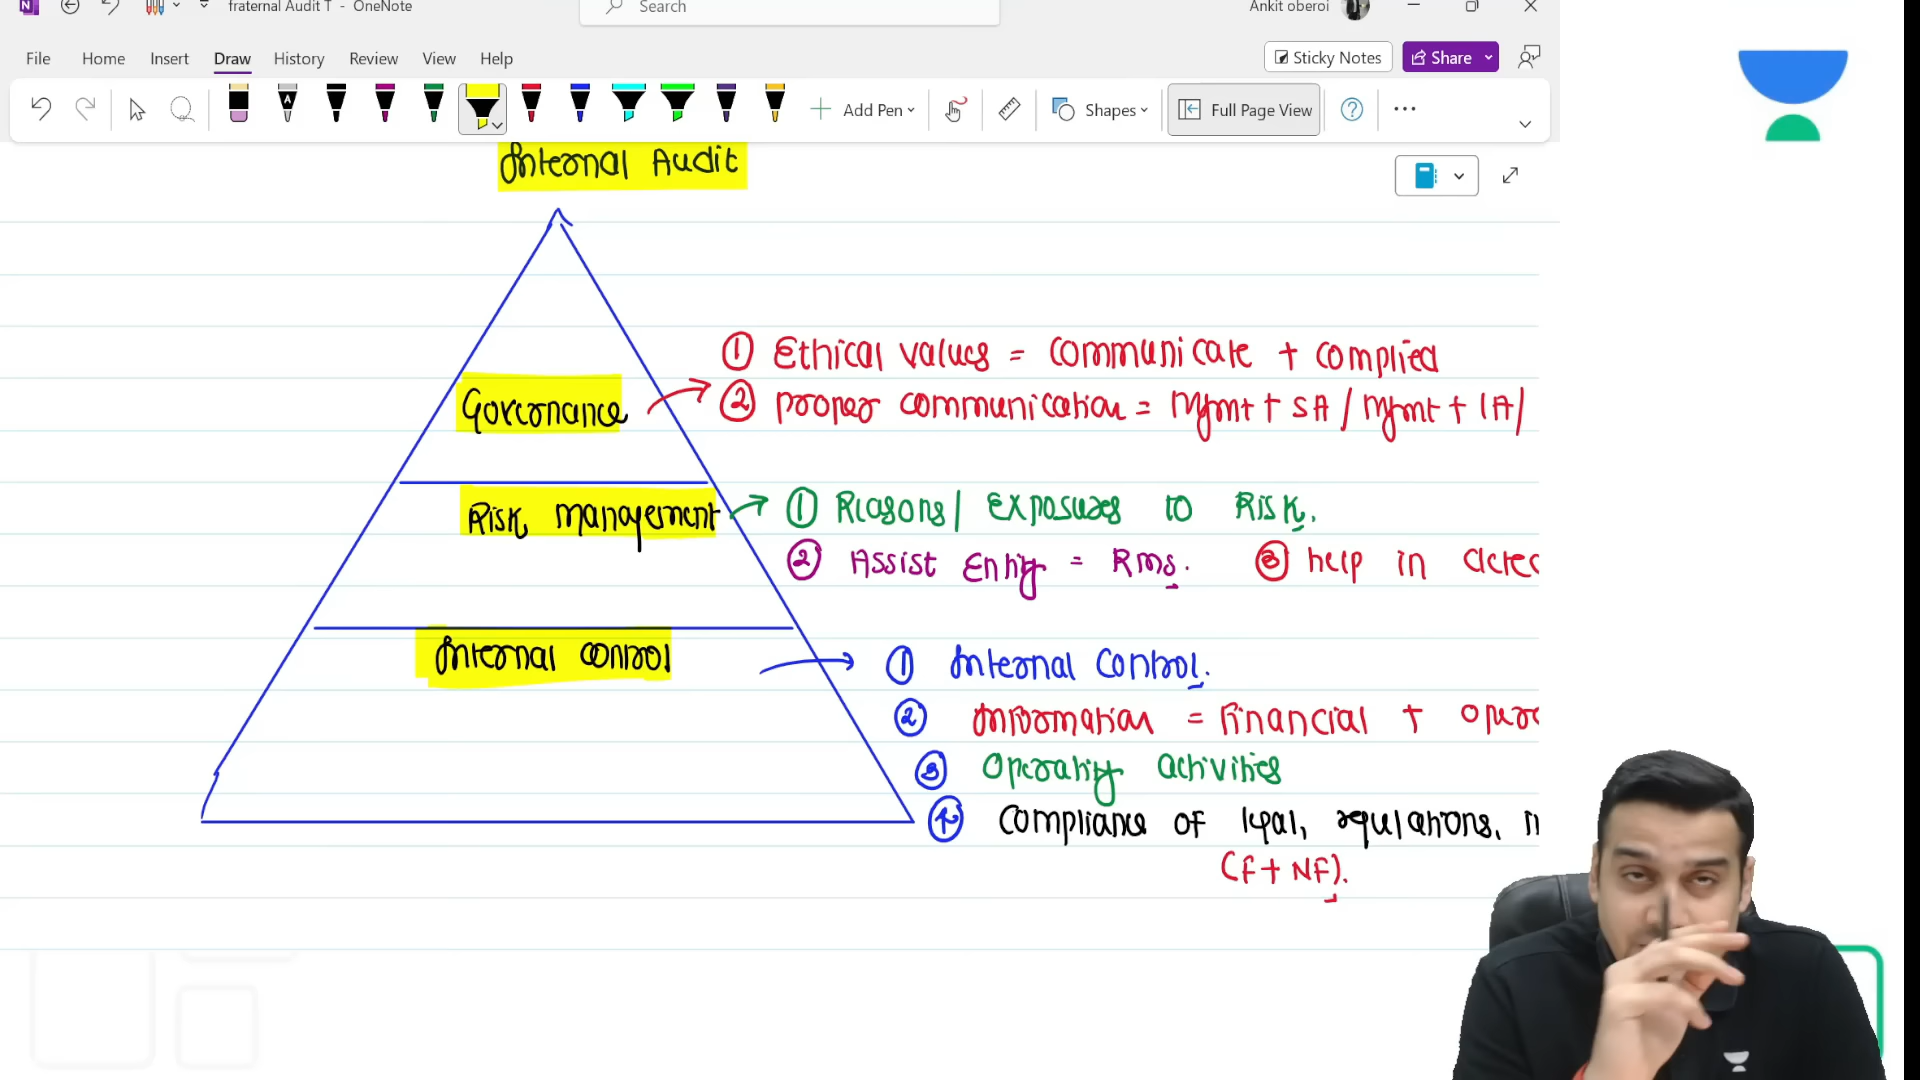 fraternal Audit T - OneNote
Search
Ankit oberoi
File Home Insert Draw History Review View Help
Sticky Notes Share
Add Pen Shapes Full Page View
Internal Audit
① Ethical values = communicate + complied
Governance ② proper communication = Mgmt + SA / Mgmt + IA /
Risk management ① Reasons / Exposures to Risk.
② Assist Entity = RMS. ③ help in detec
Internal control ① Internal Control.
② Information = Financial + Opera
③ Operating activities
④ Compliance of legal, regulations,
(F + NF).